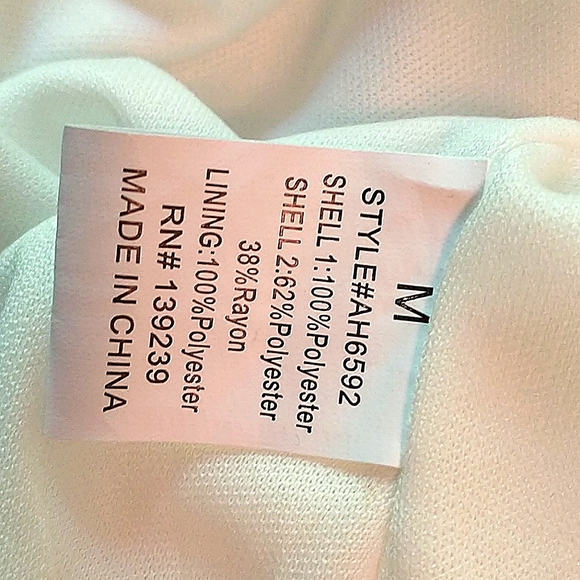 M
STYLE#AH6592
SHELL 1:100%Polyester
SHELL 2:62%Polyester
38%Rayon
LINING:100%Polyester
RN# 139239
MADE IN CHINA